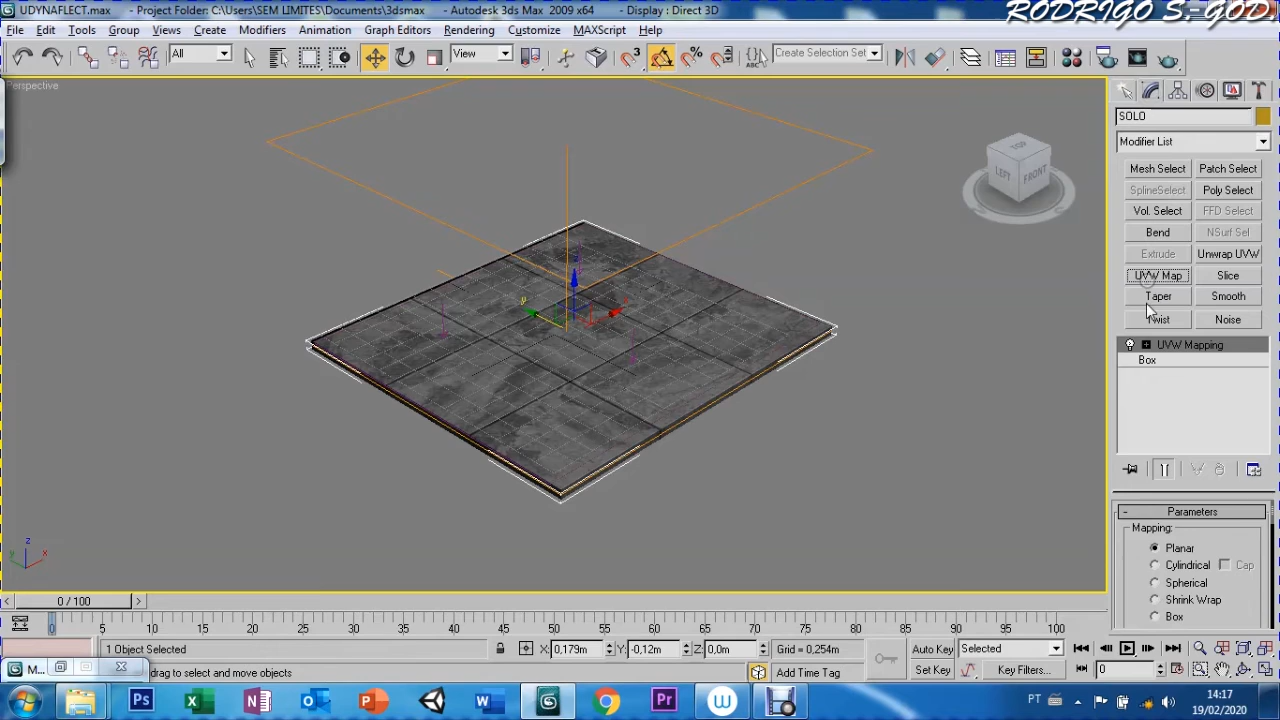 UDYNAFLECT.max - Project Folder: C:\Users\SEM LIMITES\Documents\3dsmax - Autodesk 3ds Max 2009 x64 - Display : Direct 3D
RODRIGO S.-GOD
File Edit Tools Group Views Create Modifiers Animation Graph Editors Rendering Customize MAXScript Help
All View 3 % ABC Create Selection Set
Perspective
SOLO
Modifier List
TOP
LEFT FRONT
Mesh Select Patch Select
SplineSelect Poly Select
Vol. Select FFD Select
Bend NSurf Sel
Extrude Unwrap UVW
UVW Map Slice
Taper Smooth
Twist Noise
UVW Mapping
Box
Parameters
Mapping:
Planar
Cylindrical Cap
Spherical
Shrink Wrap
Box
z
y x
0 / 100
0 5 10 15 20 25 30 35 40 45 50 55 60 65 70 75 80 85 90 95 100
1 Object Selected X: 0,179m Y: -0,12m Z: 0,0m Grid = 0,254m Auto Key Selected
M... drag to select and move objects Add Time Tag Set Key Key Filters... 0
PT 14:17
19/02/2020